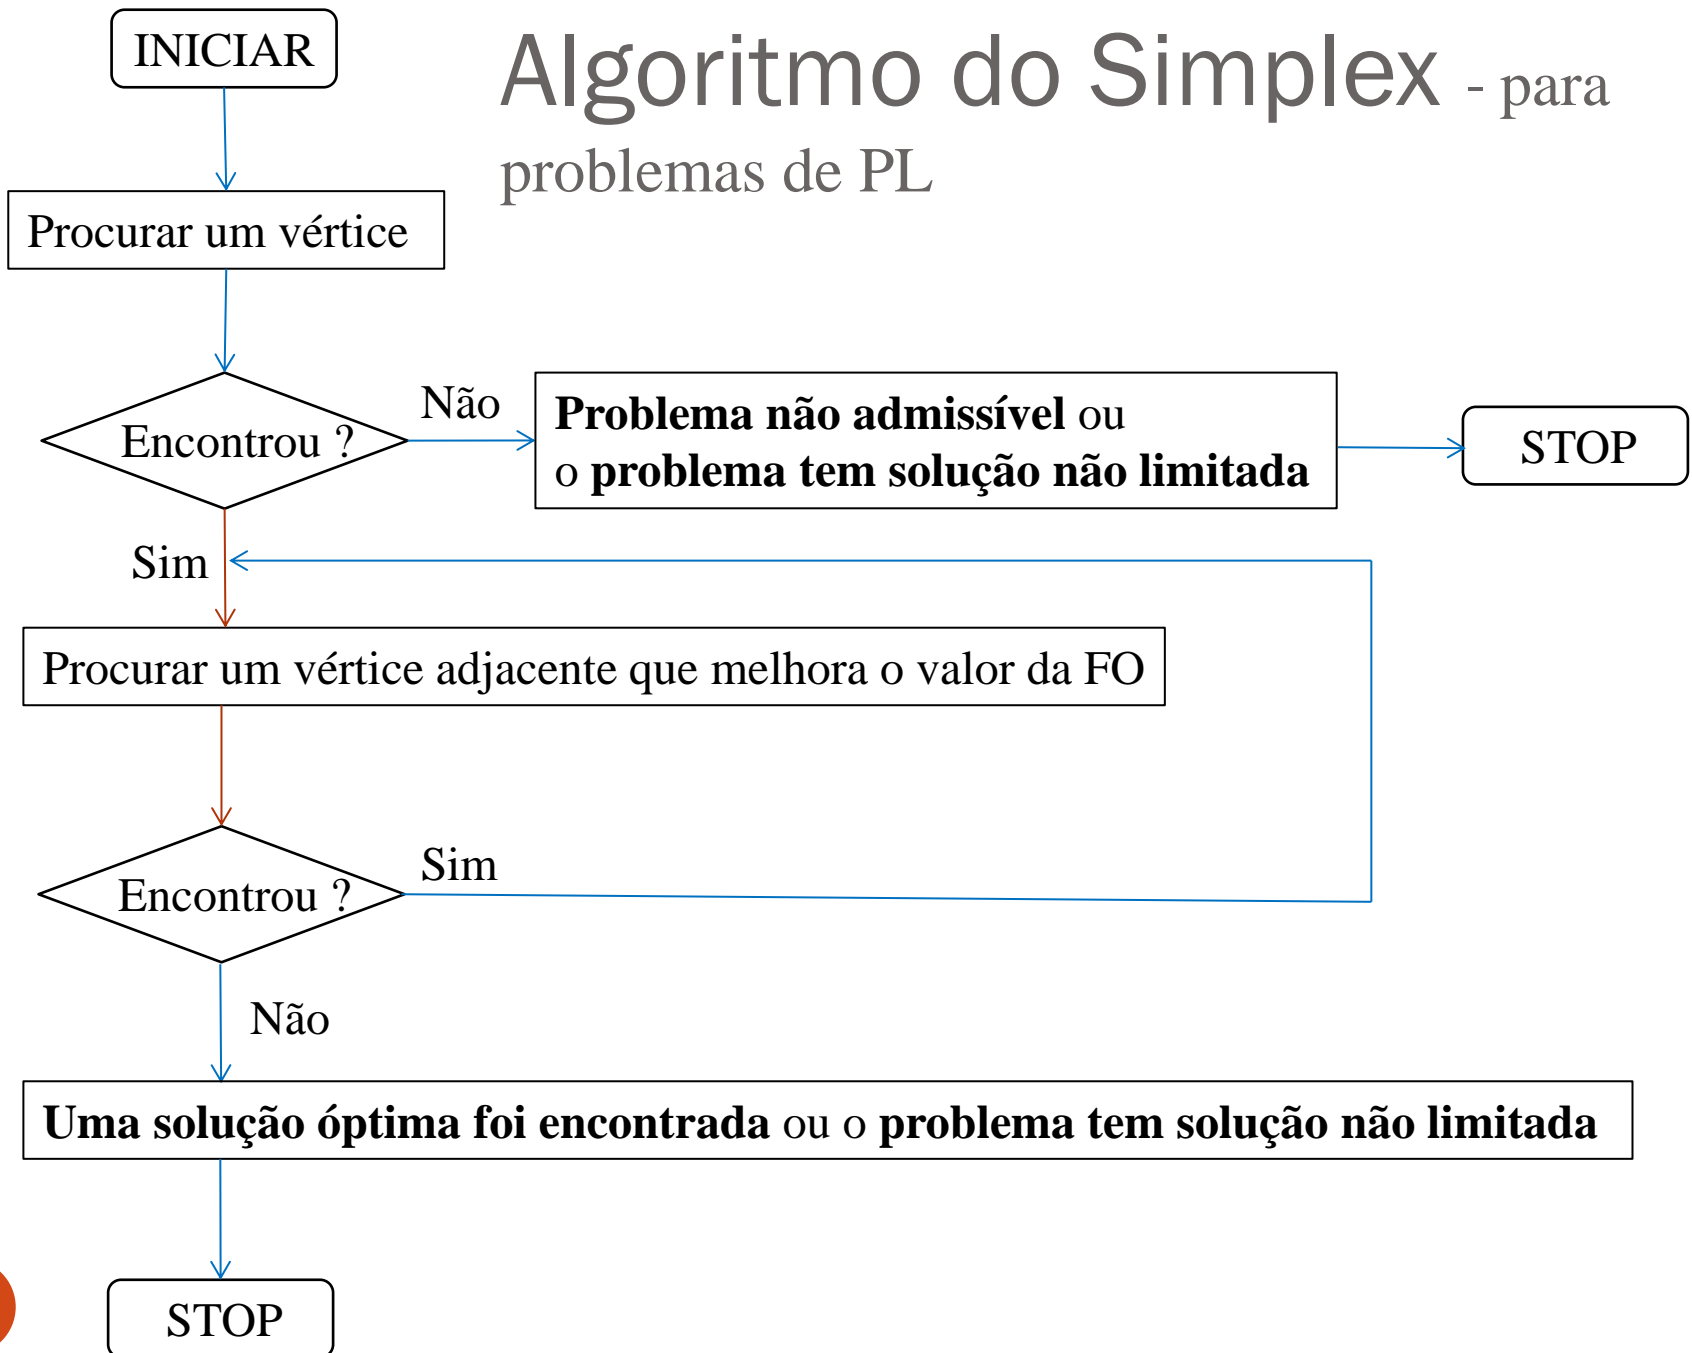 INICIAR
Algoritmo do Simplex - para
problemas de PL
Procurar um vértice
Encontrou ?
Não
Problema não admissível ou
o problema tem solução não limitada
STOP
Sim
Procurar um vértice adjacente que melhora o valor da FO
Encontrou ?
Sim
Não
Uma solução óptima foi encontrada ou o problema tem solução não limitada
STOP